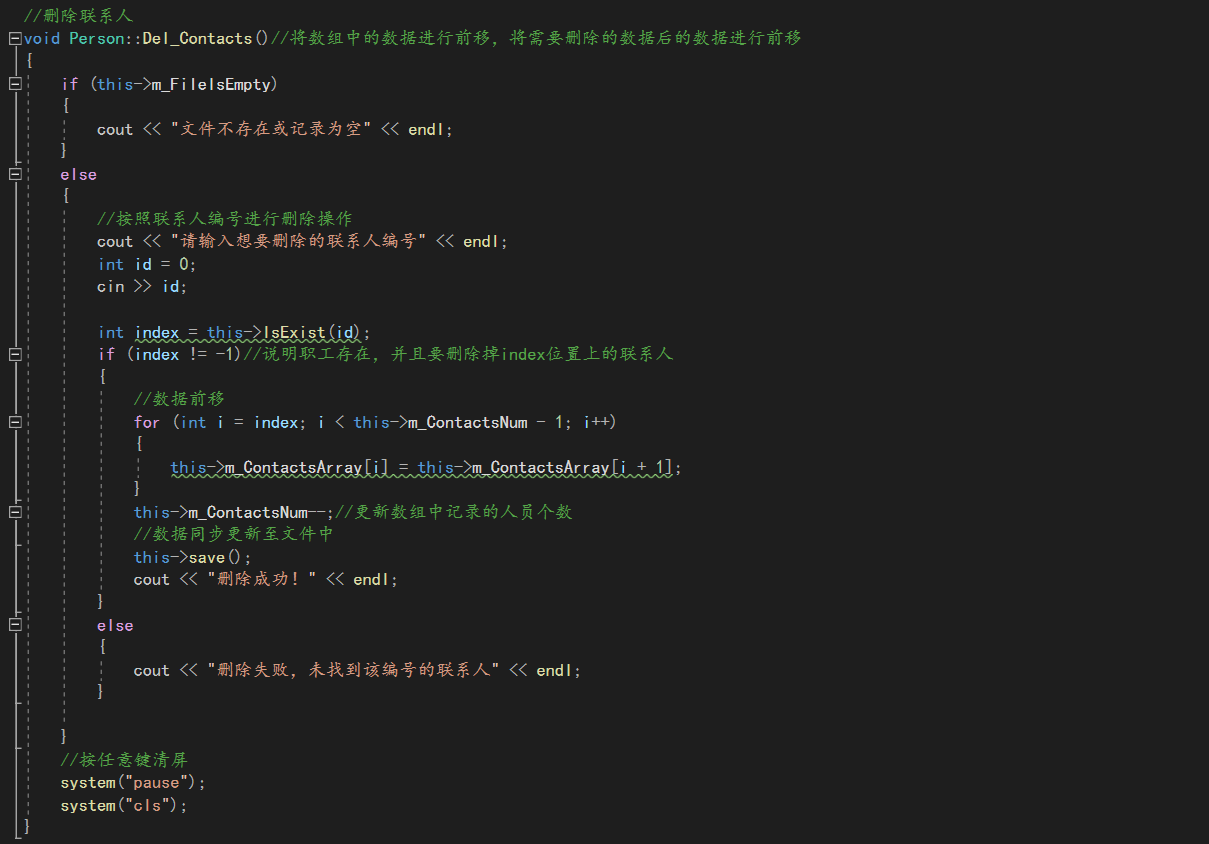 //删除联系人
void Person::Del_Contacts()//将数组中的数据进行前移，将需要删除的数据后的数据进行前移
{
if (this->m_FileIsEmpty)
{
cout << "文件不存在或记录为空" << endl;
}
else
{
//按照联系人编号进行删除操作
cout << "请输入想要删除的联系人编号" << endl;
int id = 0;
cin >> id;
int index = this->IsExist(id);
if (index != -1)//说明职工存在，并且要删除掉index位置上的联系人
{
//数据前移
for (int i = index; i < this->m_ContactsNum - 1; i++)
{
this->m_ContactsArray[i] = this->m_ContactsArray[i + 1];
}
this->m_ContactsNum--;//更新数组中记录的人员个数
//数据同步更新至文件中
this->save();
cout << "删除成功！" << endl;
}
else
{
cout << "删除失败，未找到该编号的联系人" << endl;
}
}
//按任意键清屏
system("pause");
system("cls");
}